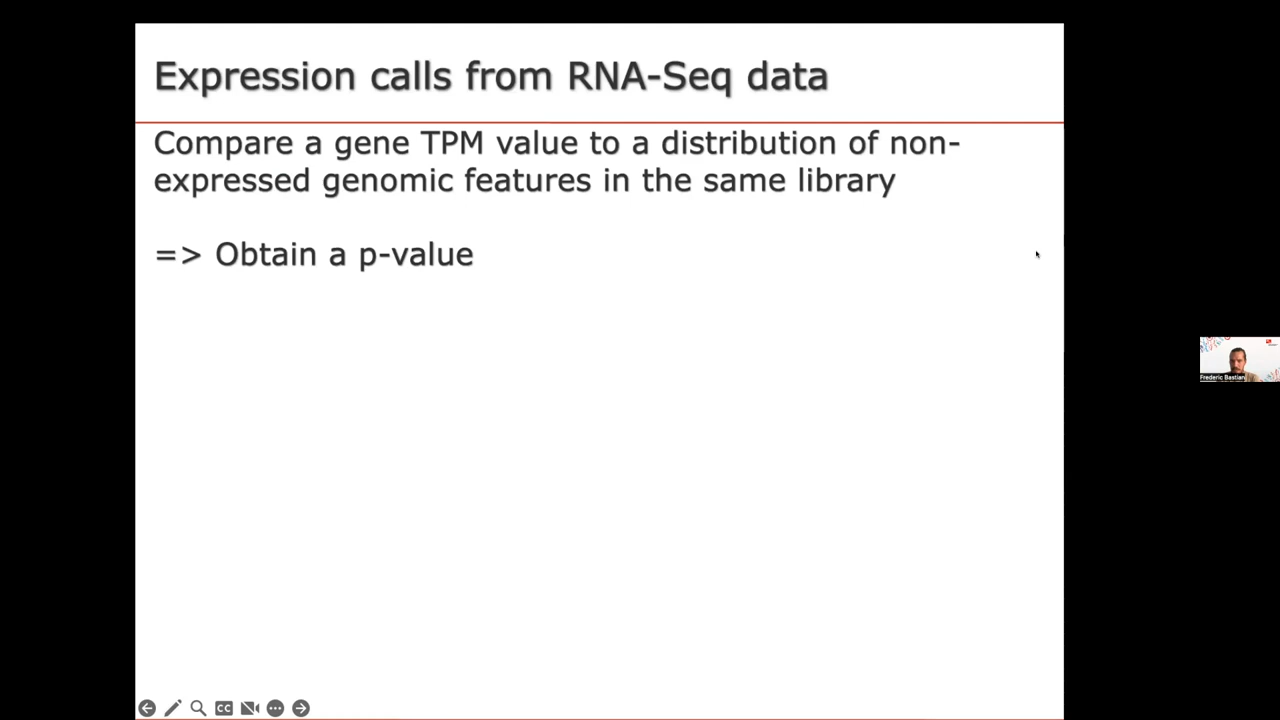 Expression calls from RNA-Seq data
Compare a gene TPM value to a distribution of non-
expressed genomic features in the same library
=> Obtain a p-value
Frederic Bastian
CC